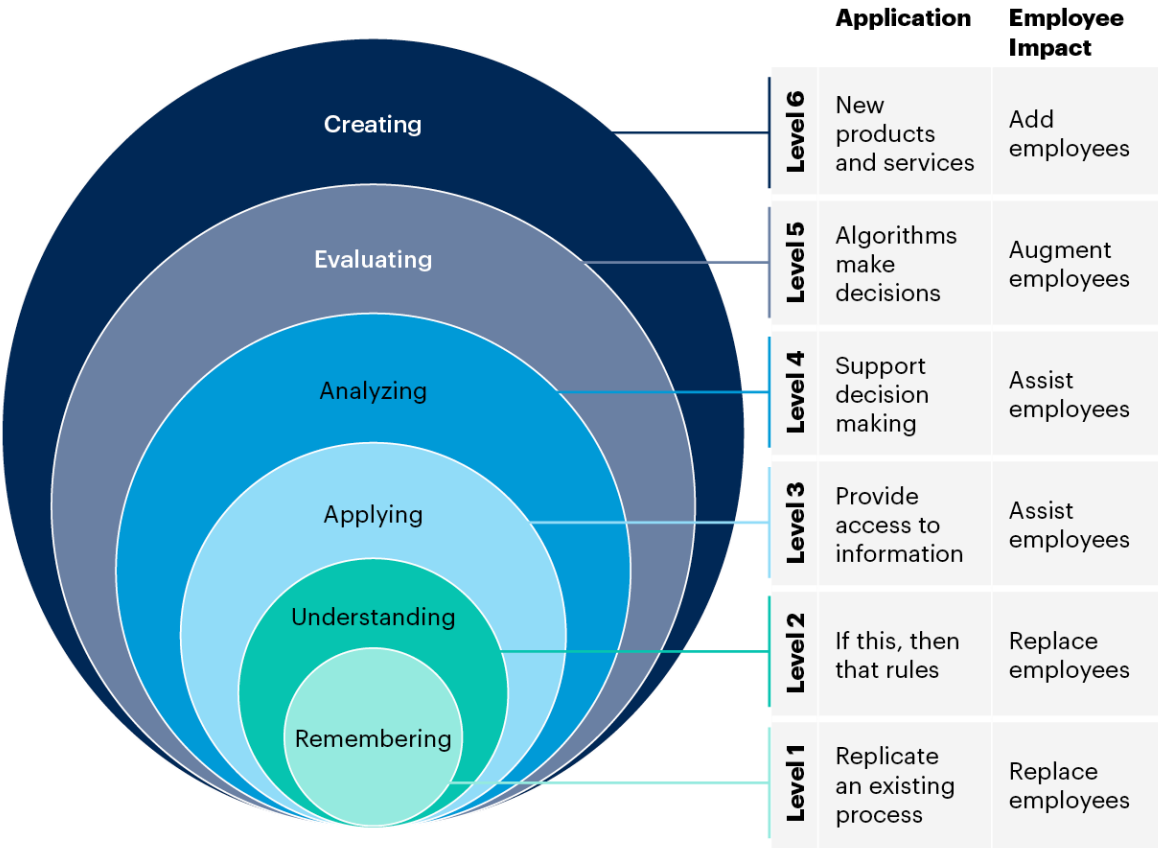 Application
Employee
Impact
Creating
Level 6
New
products
and services
Add
employees
Evaluating
Level 5
Algorithms
make
decisions
Augment
employees
Analyzing
Level 4
Support
decision
making
Assist
employees
Applying
Level 3
Provide
access to
information
Assist
employees
Understanding
Level 2
If this, then
that rules
Replace
employees
Remembering
Level 1
Replicate
an existing
process
Replace
employees